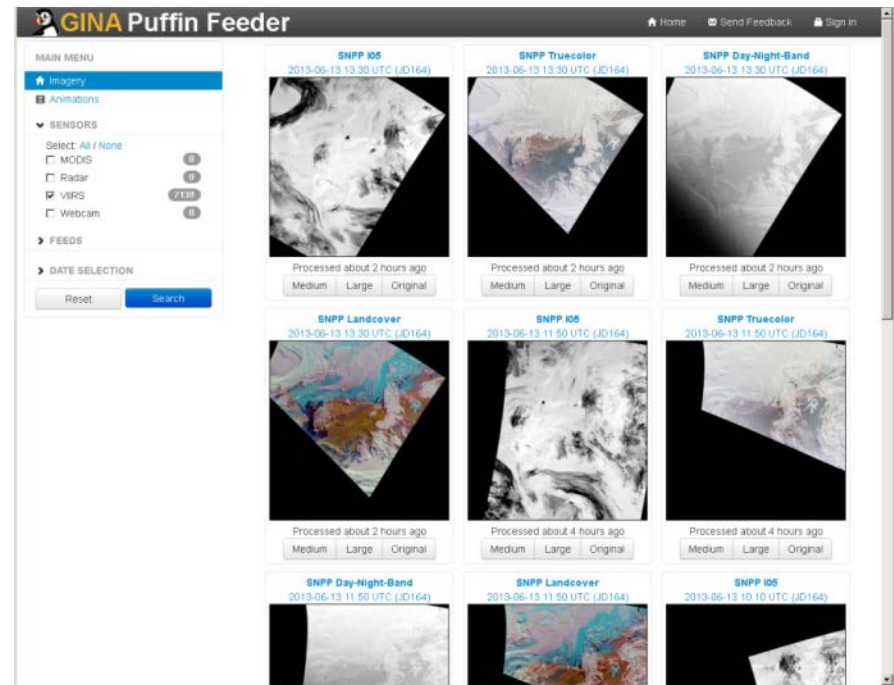 GINA Puffin Feeder
Home Send Feedback Sign in
MAIN MENU
Imagery
Animations
SENSORS
Select: All / None
MODIS 0
Radar 0
VIIRS 7139
Webcam 0
FEEDS
DATE SELECTION
Reset Search
SNPP I05
2013-06-13 13:30 UTC (JD164)
Processed about 2 hours ago
Medium Large Original
SNPP Truecolor
2013-06-13 13:30 UTC (JD164)
Processed about 2 hours ago
Medium Large Original
SNPP Day-Night-Band
2013-06-13 13:30 UTC (JD164)
Processed about 2 hours ago
Medium Large Original
SNPP Landcover
2013-06-13 13:30 UTC (JD164)
Processed about 2 hours ago
Medium Large Original
SNPP I05
2013-06-13 11:50 UTC (JD164)
Processed about 4 hours ago
Medium Large Original
SNPP Truecolor
2013-06-13 11:50 UTC (JD164)
Processed about 4 hours ago
Medium Large Original
SNPP Day-Night-Band
2013-06-13 11:50 UTC (JD164)
SNPP Landcover
2013-06-13 11:50 UTC (JD164)
SNPP I05
2013-06-13 10:10 UTC (JD164)